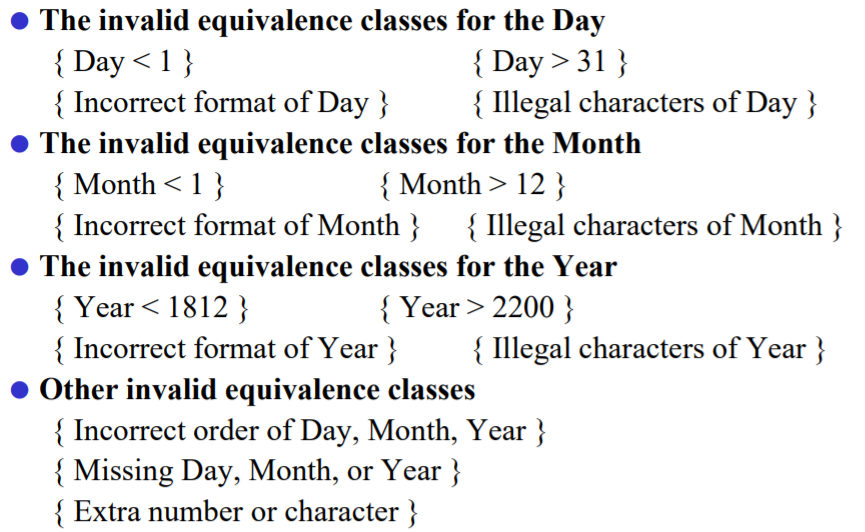 ● The invalid equivalence classes for the Day
{ Day < 1 } { Day > 31 }
{ Incorrect format of Day } { Illegal characters of Day }
● The invalid equivalence classes for the Month
{ Month < 1 } { Month > 12 }
{ Incorrect format of Month } { Illegal characters of Month }
● The invalid equivalence classes for the Year
{ Year < 1812 } { Year > 2200 }
{ Incorrect format of Year } { Illegal characters of Year }
● Other invalid equivalence classes
{ Incorrect order of Day, Month, Year }
{ Missing Day, Month, or Year }
{ Extra number or character }